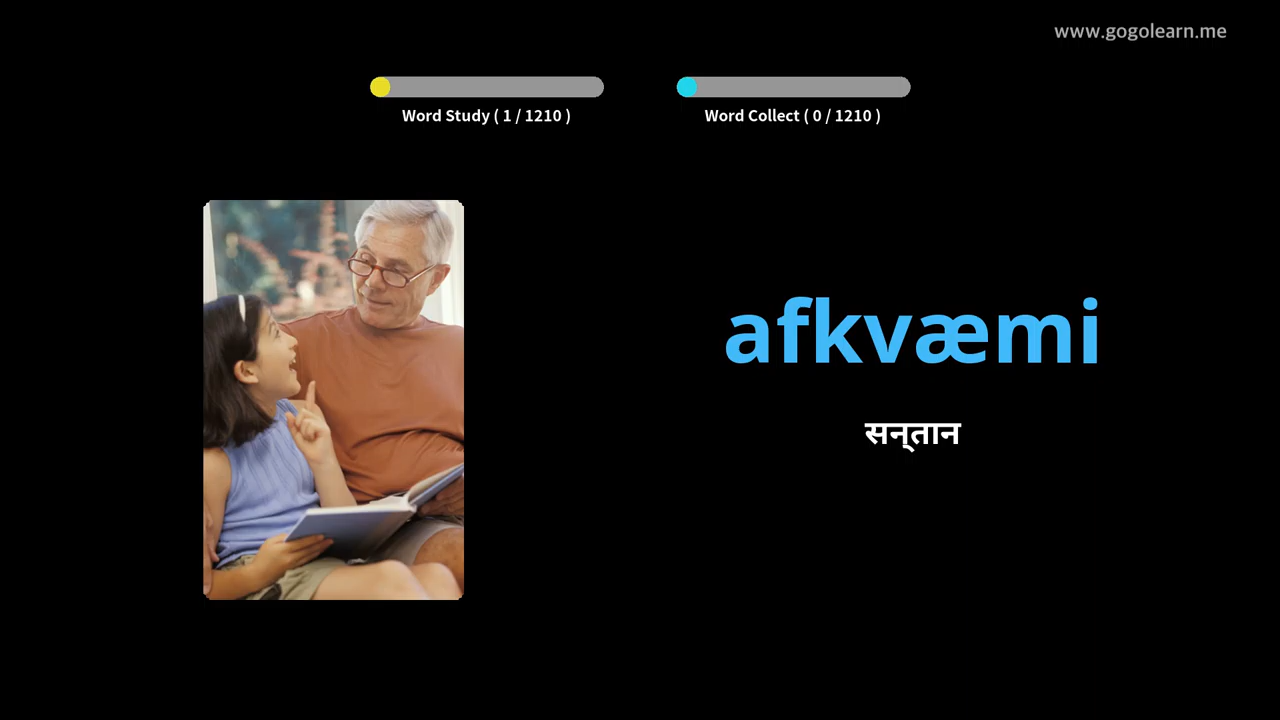 www.gogolearn.me
Word Study ( 1 / 1210 )
Word Collect ( 0 / 1210 )
afkvæmi
सन्‌तान